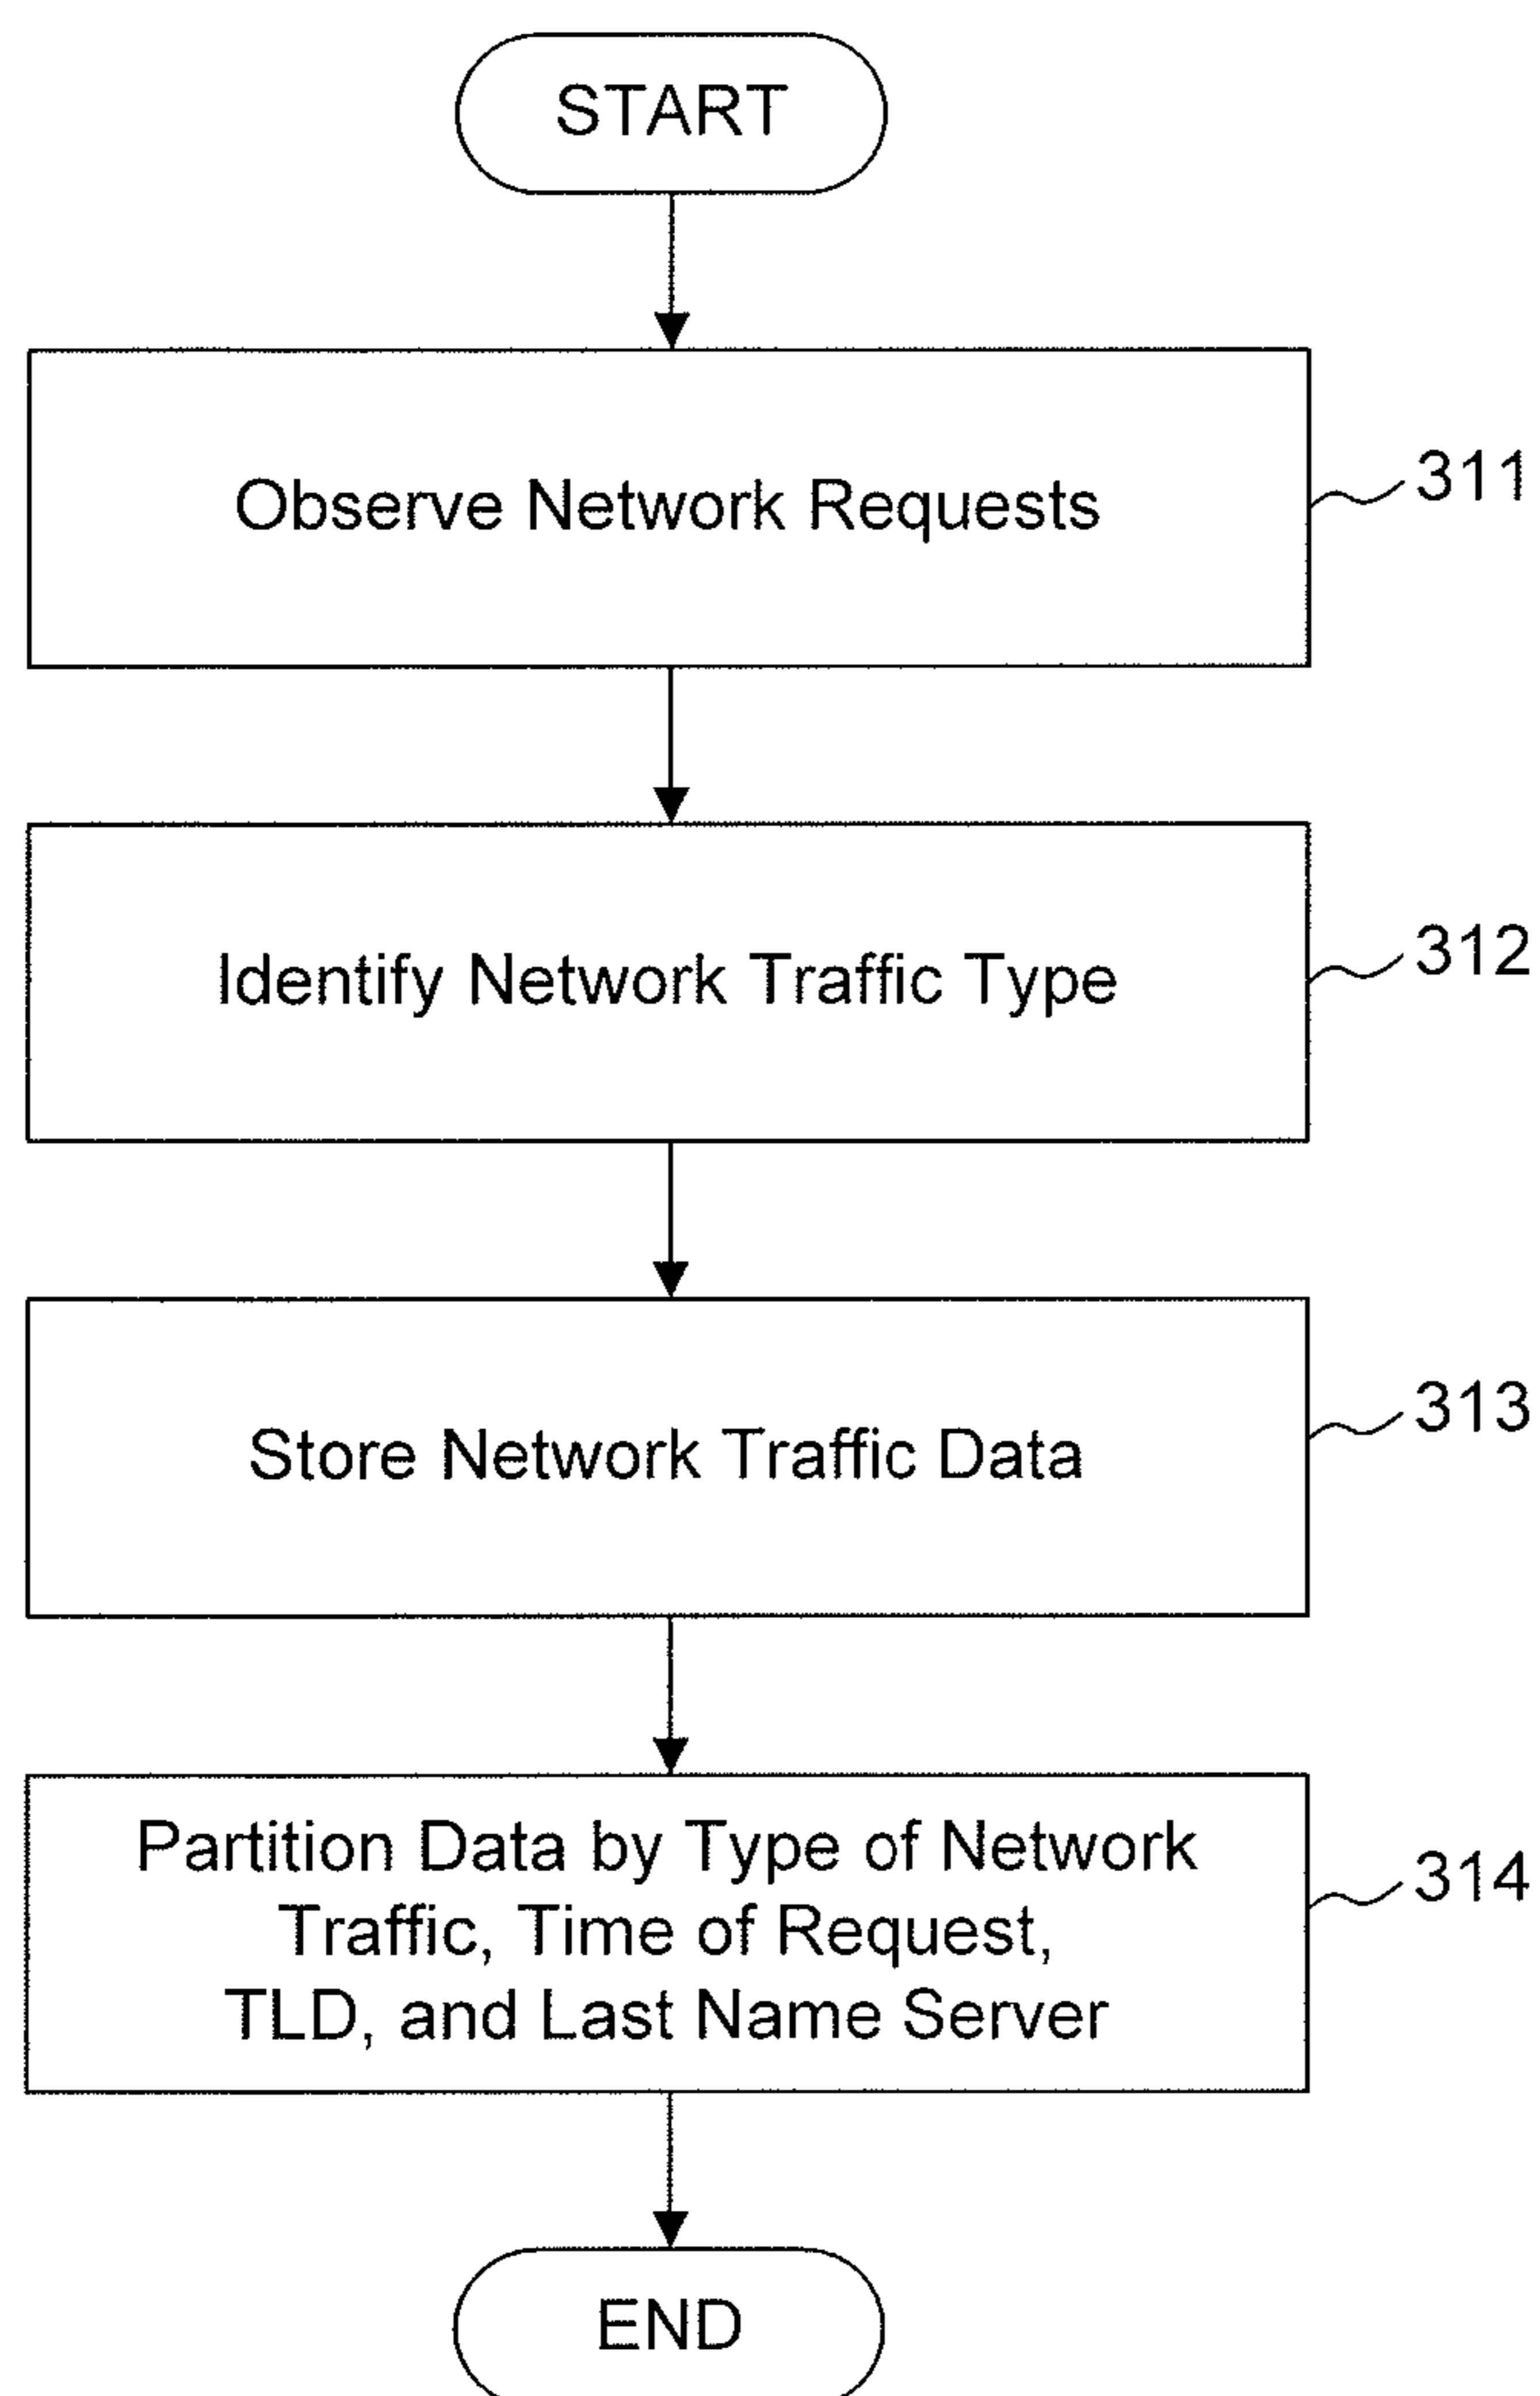 START
Observe Network Requests
311
Identify Network Traffic Type
312
Store Network Traffic Data
313
Partition Data by Type of Network
Traffic, Time of Request,
TLD, and Last Name Server
314
END